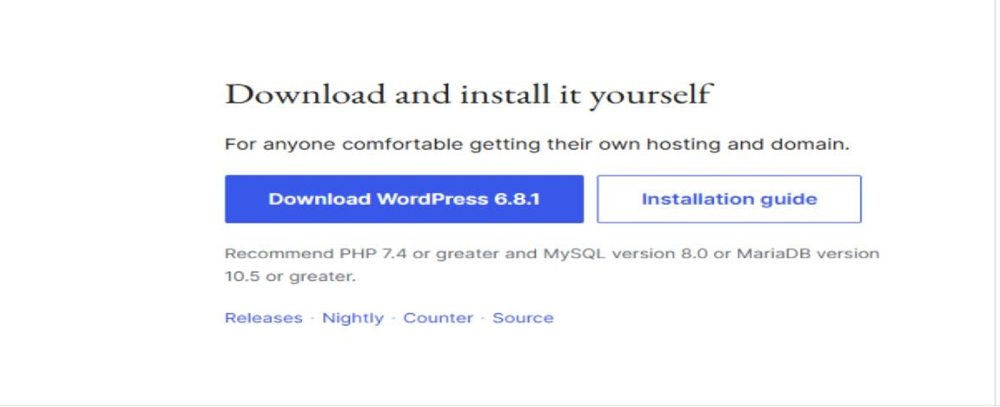 Download and install it yourself
For anyone comfortable getting their own hosting and domain.
Download WordPress 6.8.1 Installation guide
Recommend PHP 7.4 or greater and MySQL version 8.0 or MariaDB version
10.5 or greater.
Releases · Nightly · Counter · Source